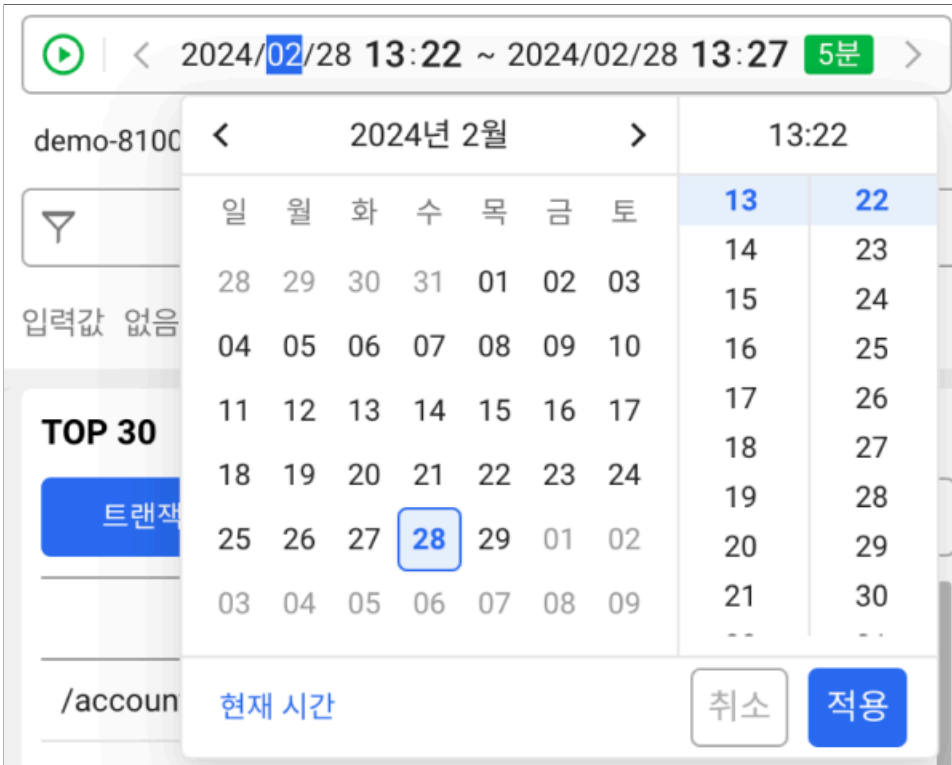 2024/02/28 13:22 ~ 2024/02/28 13:27 5분
demo-8100
입력값 없음
TOP 30
트랜잭
/accoun
2024년 2월
일 월 화 수 목 금 토
28 29 30 31 01 02 03
04 05 06 07 08 09 10
11 12 13 14 15 16 17
18 19 20 21 22 23 24
25 26 27 28 29 01 02
03 04 05 06 07 08 09
13:22
13 22
14 23
15 24
16 25
17 26
18 27
19 28
20 29
21 30
현재 시간
취소 적용